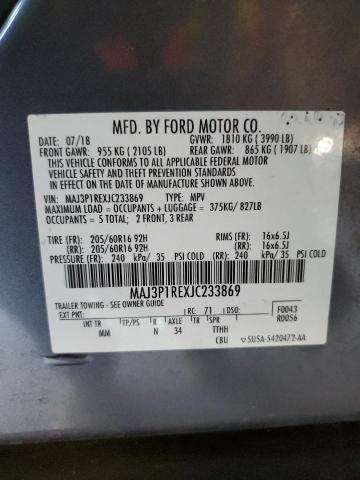 MFD. BY FORD MOTOR CO.
DATE: 07/18 GVWR: 1810 KG ( 3990 LB)
FRONT GAWR: 955 KG ( 2105 LB) REAR GAWR: 865 KG ( 1907 LB)
THIS VEHICLE CONFORMS TO ALL APPLICABLE FEDERAL MOTOR
VEHICLE SAFETY AND THEFT PREVENTION STANDARDS
IN EFFECT ON THE DATE OF MANUFACTURE SHOWN ABOVE.
VIN: MAJ3P1REXJC233869 TYPE: MPV
MAXIMUM LOAD = OCCUPANTS + LUGGAGE = 375KG/ 827LB
OCCUPANTS = 5 TOTAL; 2 FRONT, 3 REAR
TIRE (FR): 205/60R16 92H RIMS (FR): 16x6.5J
TIRE (RR): 205/60R16 92H RIMS (RR): 16x6.5J
PRESSURE (FR): 240 kPa/ 35 PSI COLD (RR): 240 kPa/ 35 PSI COLD
MAJ3P1REXJC233869
TRAILER TOWING - SEE OWNER GUIDE
EXT PNT: RC: 71 DSO: F0043
R0056
TP/PS R AXLE TR SPR
MM N 34 TTHH
CBU 5USA-5420472-AA